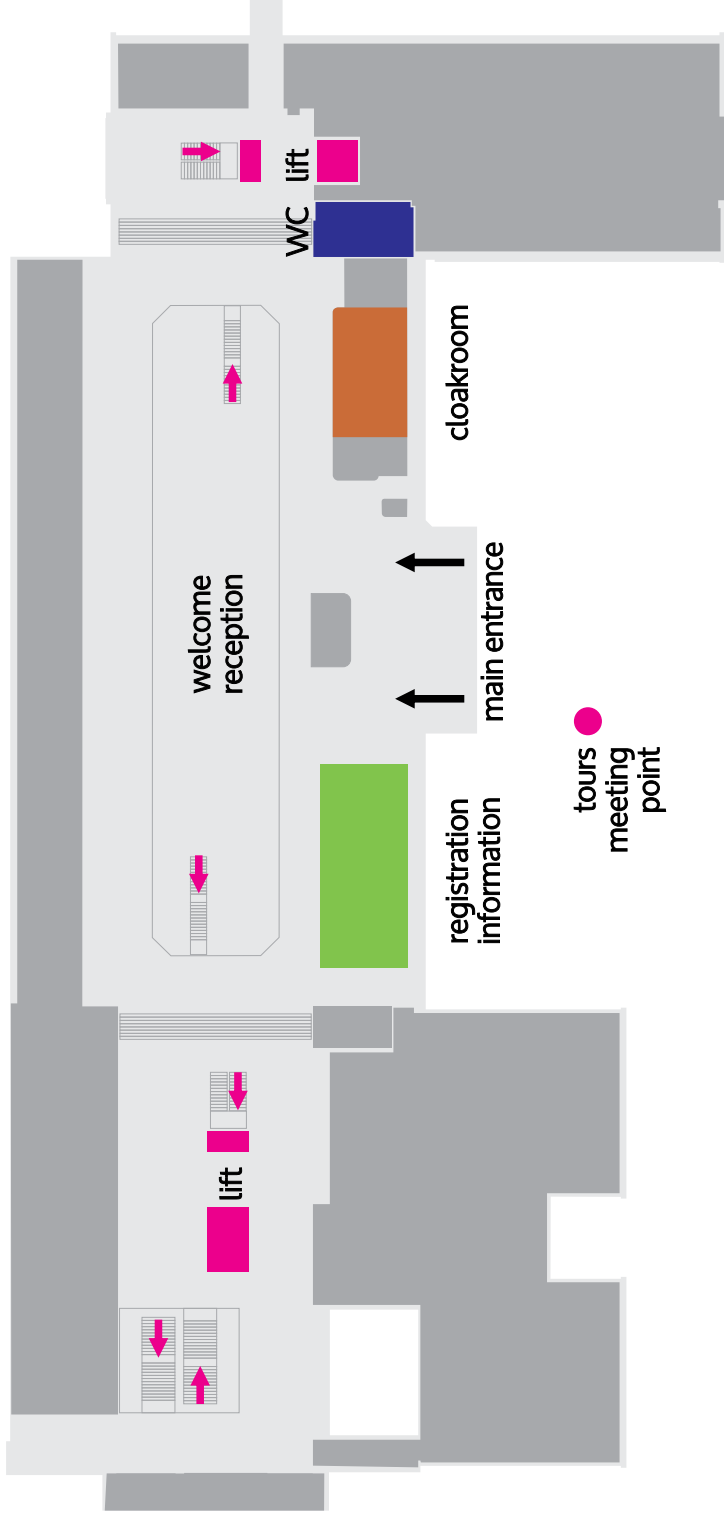 welcome
reception
lift
WC
lift
registration
information
main entrance
cloakroom
tours
meeting
point